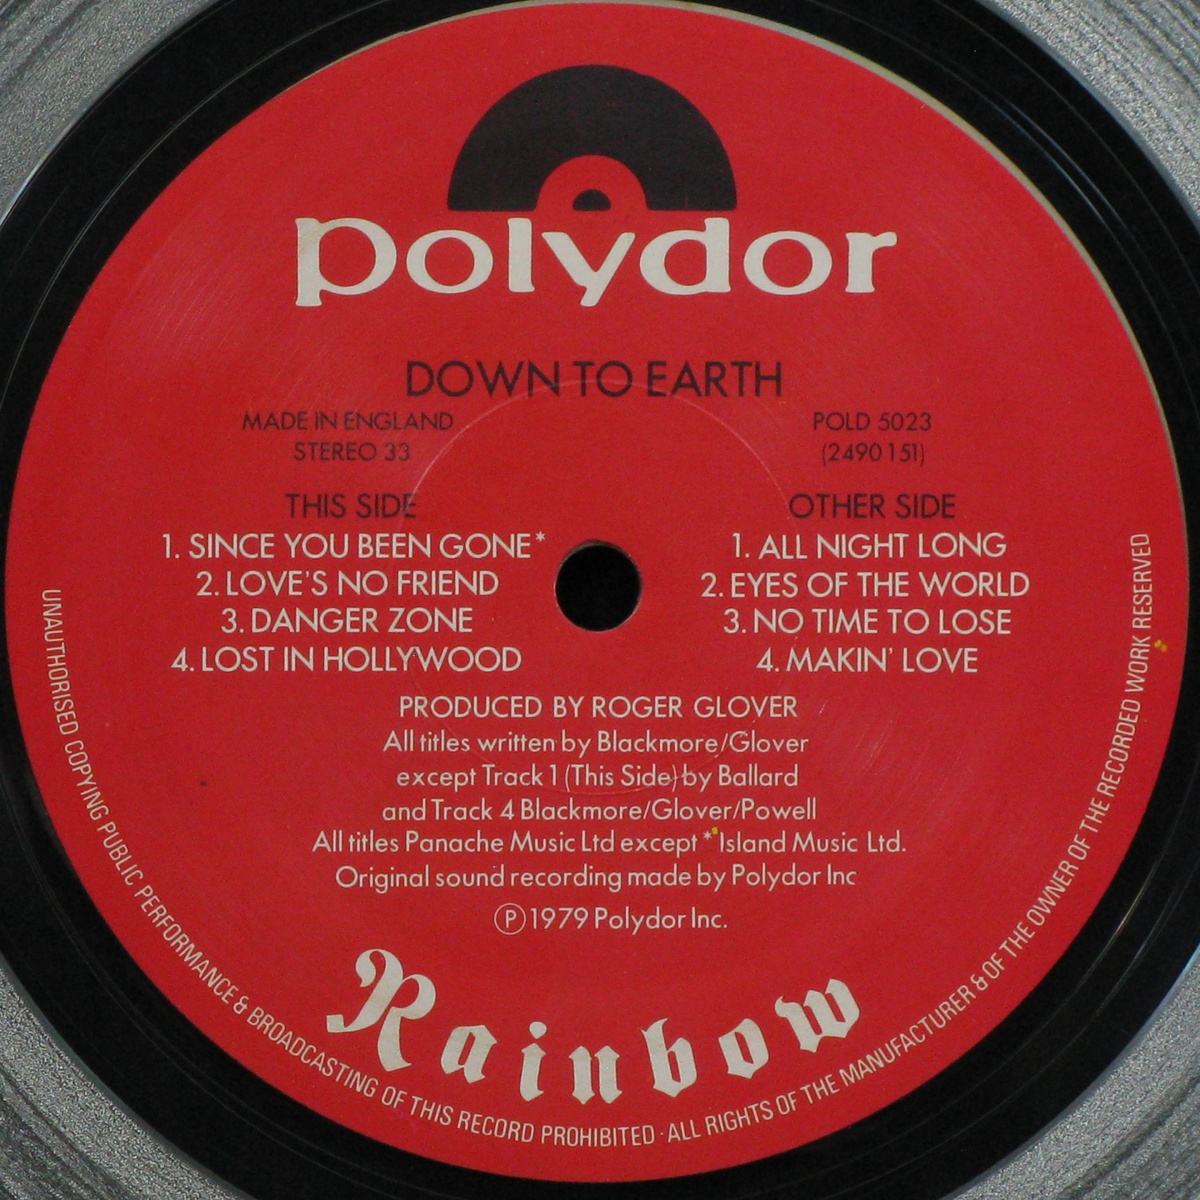 polydor
DOWN TO EARTH
MADE IN ENGLAND
STEREO 33
POLD 5023
(2490 151)
THIS SIDE
1. SINCE YOU BEEN GONE*
2. LOVE'S NO FRIEND
3. DANGER ZONE
4. LOST IN HOLLYWOOD
OTHER SIDE
1. ALL NIGHT LONG
2. EYES OF THE WORLD
3. NO TIME TO LOSE
4. MAKIN' LOVE
PRODUCED BY ROGER GLOVER
All titles written by Blackmore/Glover
except Track 1 (This Side) by Ballard
and Track 4 Blackmore/Glover/Powell
All titles Panache Music Ltd except * Island Music Ltd.
Original sound recording made by Polydor Inc
℗ 1979 Polydor Inc.
Rainbow
UNAUTHORISED COPYING PUBLIC PERFORMANCE & BROADCASTING OF THIS RECORD PROHIBITED · ALL RIGHTS OF THE MANUFACTURER & OF THE OWNER OF THE RECORDED WORK RESERVED